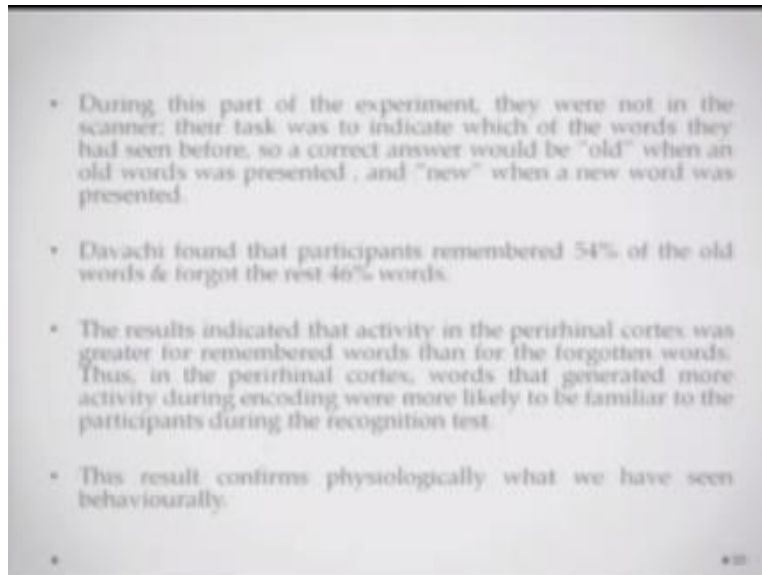 • During this part of the experiment, they were not in the
scanner; their task was to indicate which of the words they
had seen before, so a correct answer would be "old" when an
old words was presented , and "new" when a new word was
presented.
• Davachi found that participants remembered 54% of the old
words & forgot the rest 46% words.
• The results indicated that activity in the perirhinal cortex was
greater for remembered words than for the forgotten words.
Thus, in the perirhinal cortex, words that generated more
activity during encoding were more likely to be familiar to the
participants during the recognition test.
• This result confirms physiologically what we have seen
behaviourally.